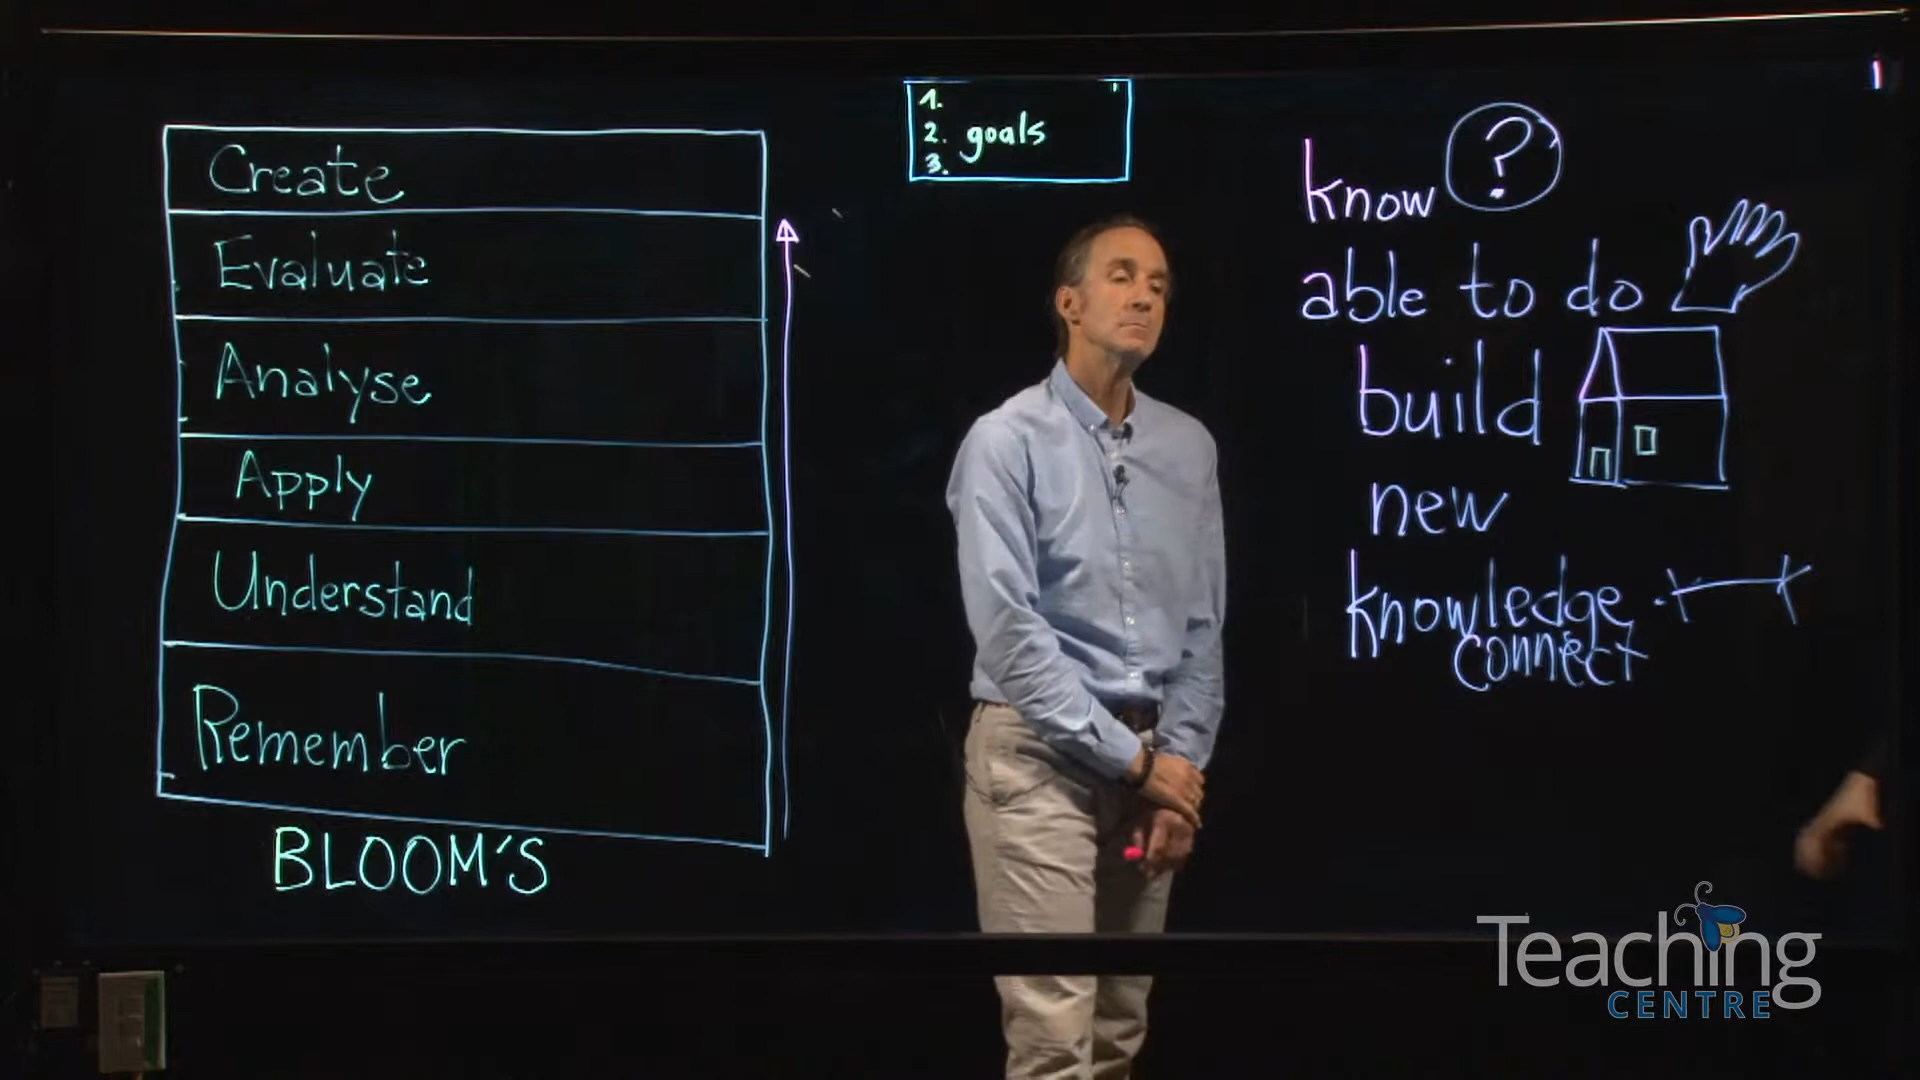 Create
Evaluate
Analyse
Apply
Understand
Remember
BLOOM'S
1.
2. goals
3.
know ?
able to do
build
new
knowledge
connect
Teaching
CENTRE